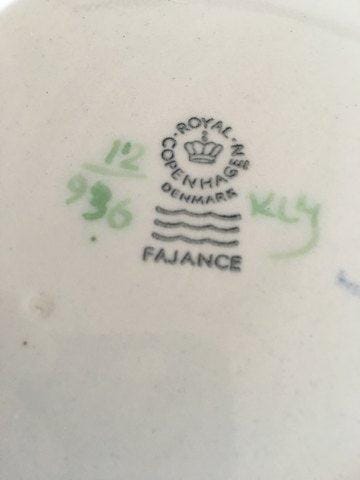 ROYAL
COPENHAGEN
DENMARK
FAJANCE
12
936